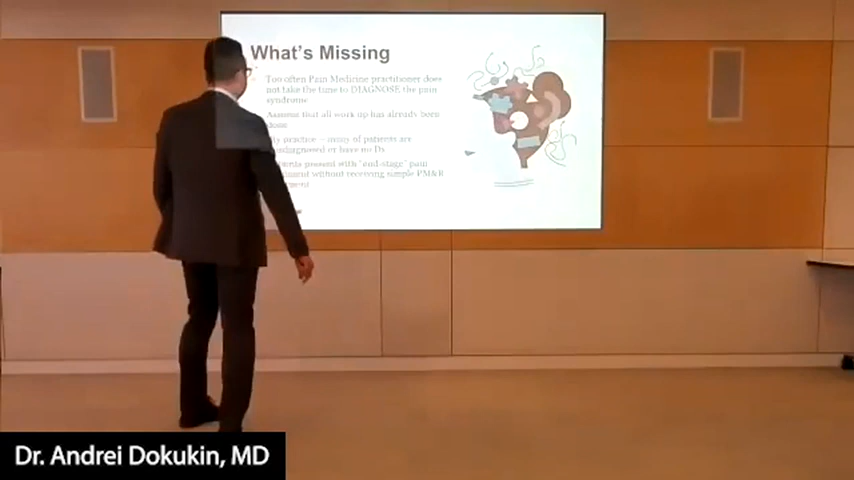 What's Missing
Too often Pain Medicine practitioner does
not take the time to DIAGNOSE the pain
syndrome
Assume that all work up has already been
done
practice – many of patients are
undiagnosed or have no Dx
present with "end-stage" pain
and without receiving simple PM&R
Dr. Andrei Dokukin, MD